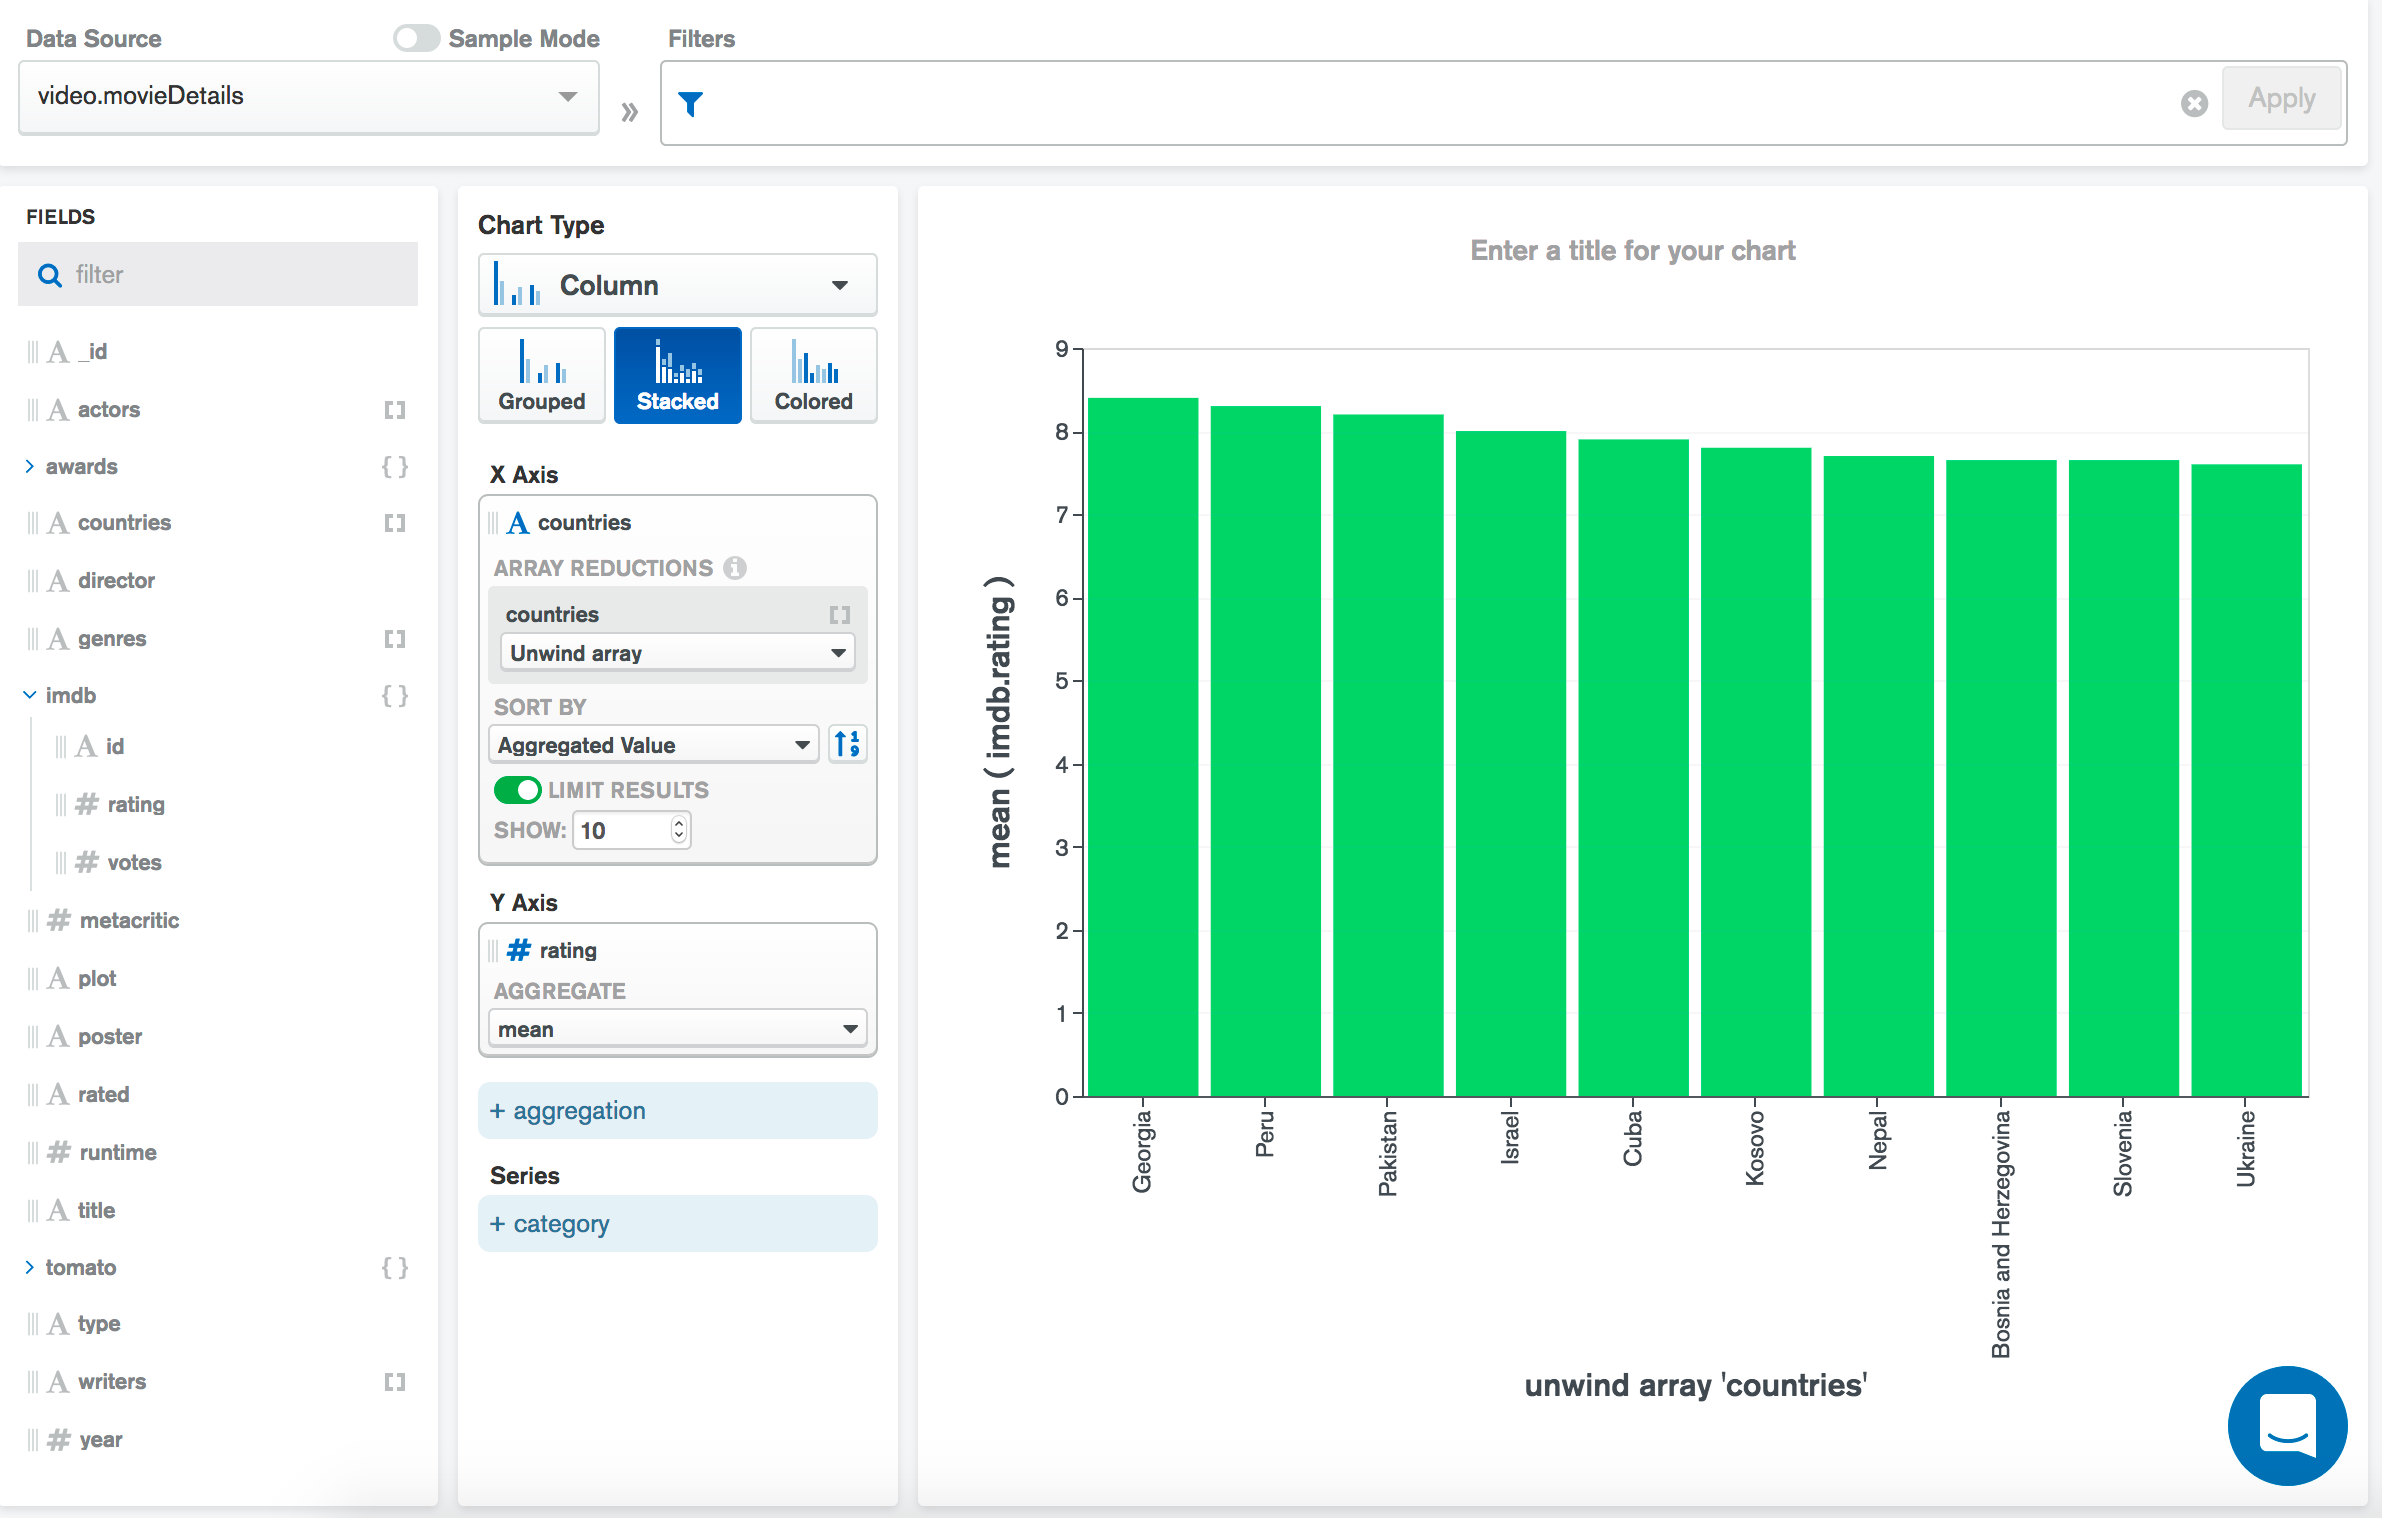 Data Source
Sample Mode
Filters
video.movieDetails
»
Apply
FIELDS
filter
A _id
A actors [ ]
awards { }
A countries [ ]
A director
A genres [ ]
imdb { }
A id
# rating
# votes
# metacritic
A plot
A poster
A rated
# runtime
A title
tomato { }
A type
A writers [ ]
# year
Chart Type
Column
Grouped
Stacked
Colored
X Axis
A countries
ARRAY REDUCTIONS i
countries [ ]
Unwind array
SORT BY
Aggregated Value
1
9
LIMIT RESULTS
SHOW: 10
Y Axis
# rating
AGGREGATE
mean
+ aggregation
Series
+ category
Enter a title for your chart
mean ( imdb.rating )
9
8
7
6
5
4
3
2
1
0
Georgia
Peru
Pakistan
Israel
Cuba
Kosovo
Nepal
Bosnia and Herzegovina
Slovenia
Ukraine
unwind array 'countries'